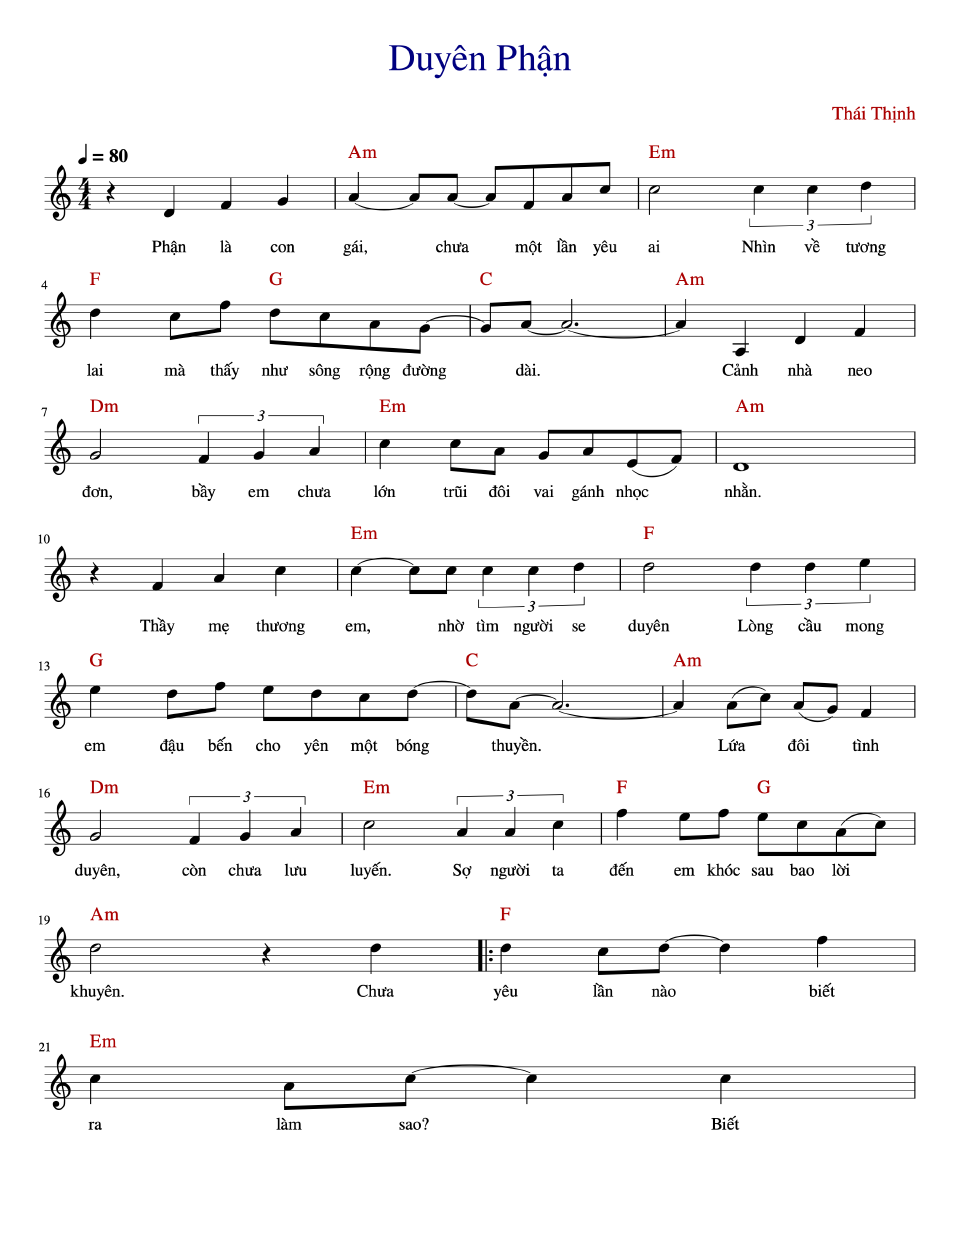 Duyên Phận
Thái Thịnh
= 80
Am Em
4
4
3
Phận là con gái, chưa một lần yêu ai Nhìn về tương
4
F G C Am
lai mà thấy như sông rộng đường dài. Cảnh nhà neo
7
Dm Em Am
3
đơn, bầy em chưa lớn trũi đôi vai gánh nhọc nhằn.
10
Em F
3 3
Thầy mẹ thương em, nhờ tìm người se duyên Lòng cầu mong
13
G C Am
em đậu bến cho yên một bóng thuyền. Lứa đôi tình
16
Dm Em F G
3 3
duyên, còn chưa lưu luyến. Sợ người ta đến em khóc sau bao lời
19
Am F
khuyên. Chưa yêu lần nào biết
21
Em
ra làm sao? Biết